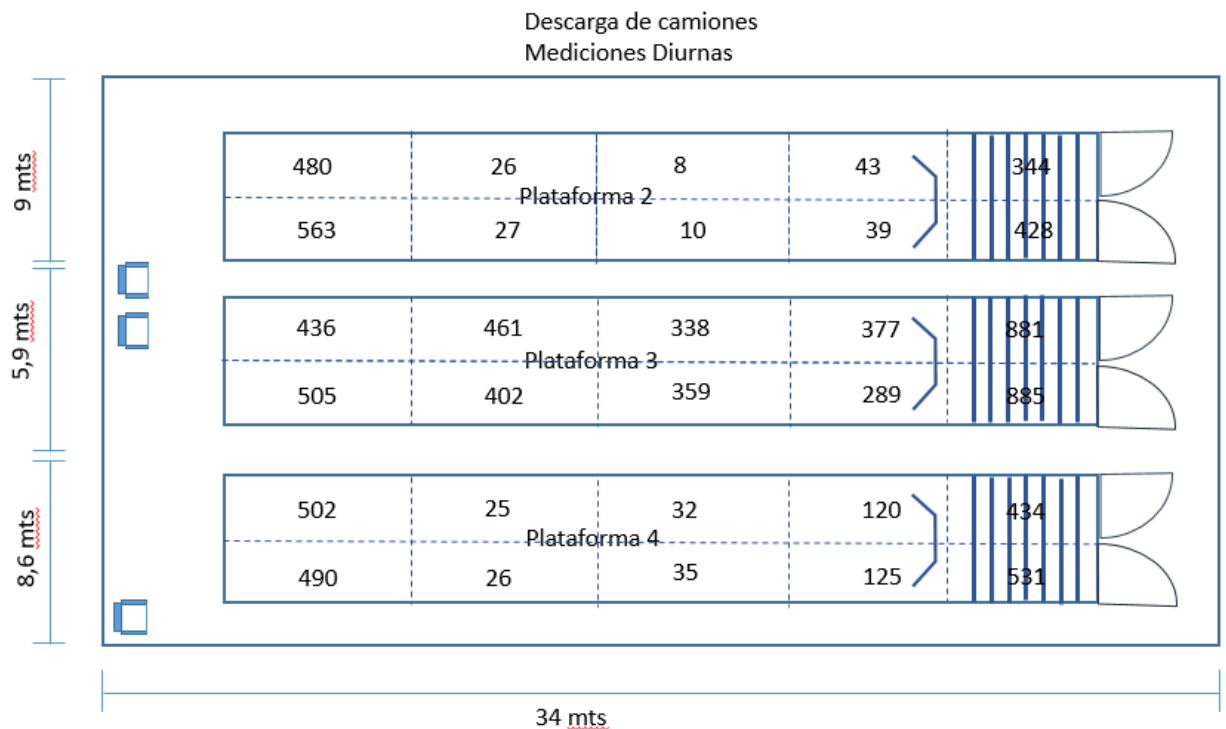 Descarga de camiones
Mediciones Diurnas
9 mts
5,9 mts
8,6 mts
480 26 8 43 344
Plataforma 2
563 27 10 39 428
436 461 338 377 881
Plataforma 3
505 402 359 289 885
502 25 32 120 434
Plataforma 4
490 26 35 125 531
34 mts